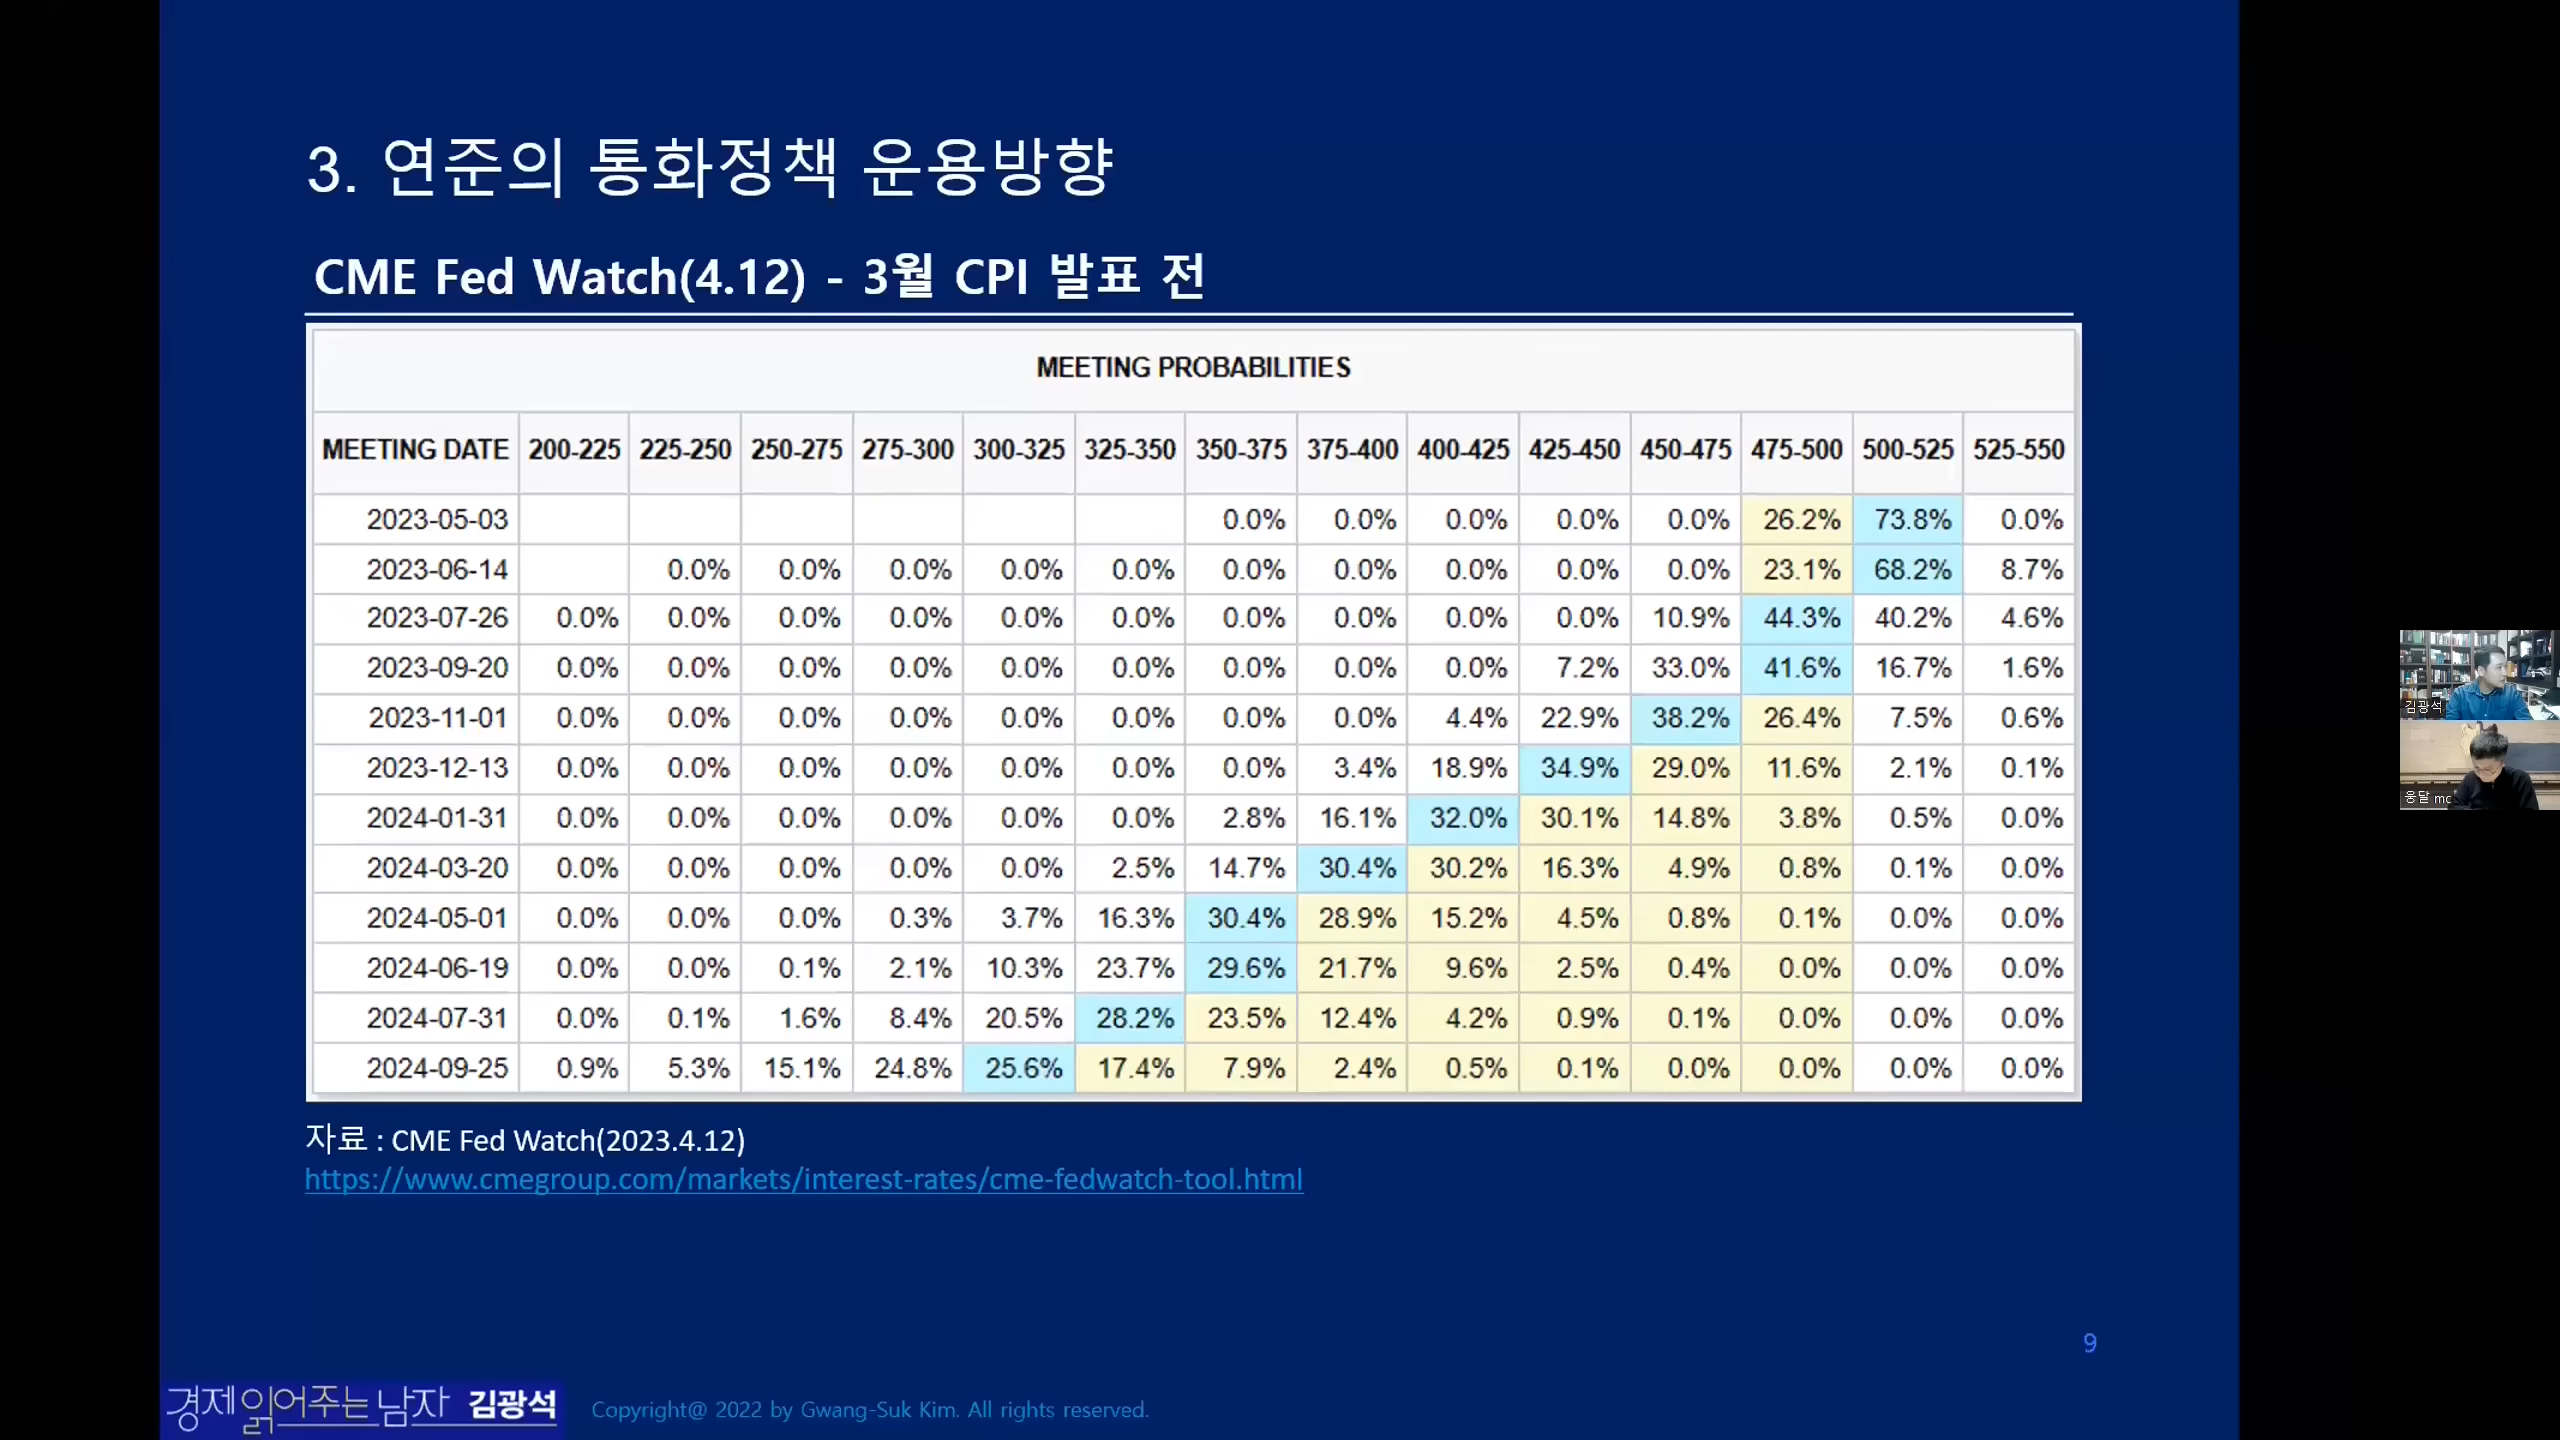 3. 연준의 통화정책 운용방향
CME Fed Watch(4.12) - 3월 CPI 발표 전
MEETING PROBABILITIES
MEETING DATE 200-225 225-250 250-275 275-300 300-325 325-350 350-375 375-400 400-425 425-450 450-475 475-500 500-525 525-550
2023-05-03 0.0% 0.0% 0.0% 0.0% 0.0% 26.2% 73.8% 0.0%
2023-06-14 0.0% 0.0% 0.0% 0.0% 0.0% 0.0% 0.0% 0.0% 0.0% 0.0% 23.1% 68.2% 8.7%
2023-07-26 0.0% 0.0% 0.0% 0.0% 0.0% 0.0% 0.0% 0.0% 0.0% 0.0% 10.9% 44.3% 40.2% 4.6%
2023-09-20 0.0% 0.0% 0.0% 0.0% 0.0% 0.0% 0.0% 0.0% 0.0% 7.2% 33.0% 41.6% 16.7% 1.6%
2023-11-01 0.0% 0.0% 0.0% 0.0% 0.0% 0.0% 0.0% 0.0% 4.4% 22.9% 38.2% 26.4% 7.5% 0.6%
2023-12-13 0.0% 0.0% 0.0% 0.0% 0.0% 0.0% 0.0% 3.4% 18.9% 34.9% 29.0% 11.6% 2.1% 0.1%
2024-01-31 0.0% 0.0% 0.0% 0.0% 0.0% 0.0% 2.8% 16.1% 32.0% 30.1% 14.8% 3.8% 0.5% 0.0%
2024-03-20 0.0% 0.0% 0.0% 0.0% 0.0% 2.5% 14.7% 30.4% 30.2% 16.3% 4.9% 0.8% 0.1% 0.0%
2024-05-01 0.0% 0.0% 0.0% 0.3% 3.7% 16.3% 30.4% 28.9% 15.2% 4.5% 0.8% 0.1% 0.0% 0.0%
2024-06-19 0.0% 0.0% 0.1% 2.1% 10.3% 23.7% 29.6% 21.7% 9.6% 2.5% 0.4% 0.0% 0.0% 0.0%
2024-07-31 0.0% 0.1% 1.6% 8.4% 20.5% 28.2% 23.5% 12.4% 4.2% 0.9% 0.1% 0.0% 0.0% 0.0%
2024-09-25 0.9% 5.3% 15.1% 24.8% 25.6% 17.4% 7.9% 2.4% 0.5% 0.1% 0.0% 0.0% 0.0% 0.0%
자료 : CME Fed Watch(2023.4.12)
https://www.cmegroup.com/markets/interest-rates/cme-fedwatch-tool.html
김광석
웅달 mc
9
경제읽어주는남자 김광석
Copyright@ 2022 by Gwang-Suk Kim. All rights reserved.